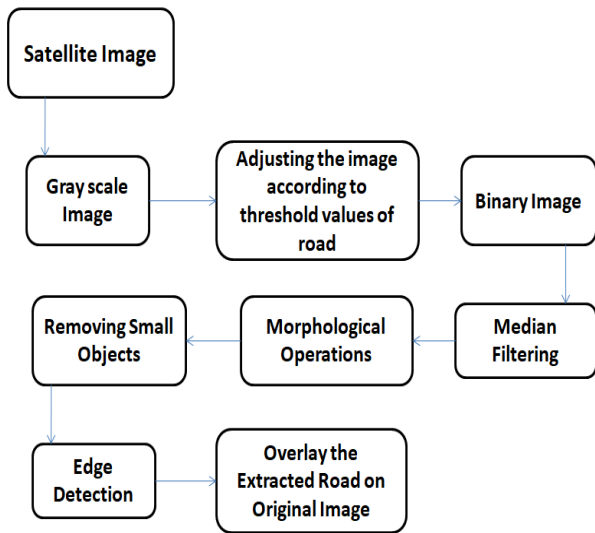 Satellite Image
Gray scale
Image
Adjusting the image
according to
threshold values of
road
Binary Image
Median
Filtering
Morphological
Operations
Removing Small
Objects
Edge
Detection
Overlay the
Extracted Road on
Original Image